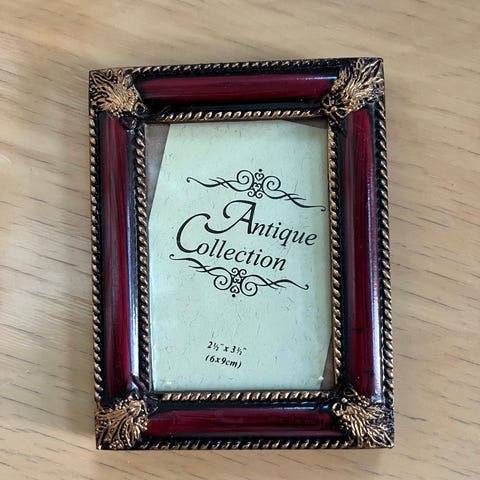 Antique
Collection
2½" x 3½"
(6x9cm)